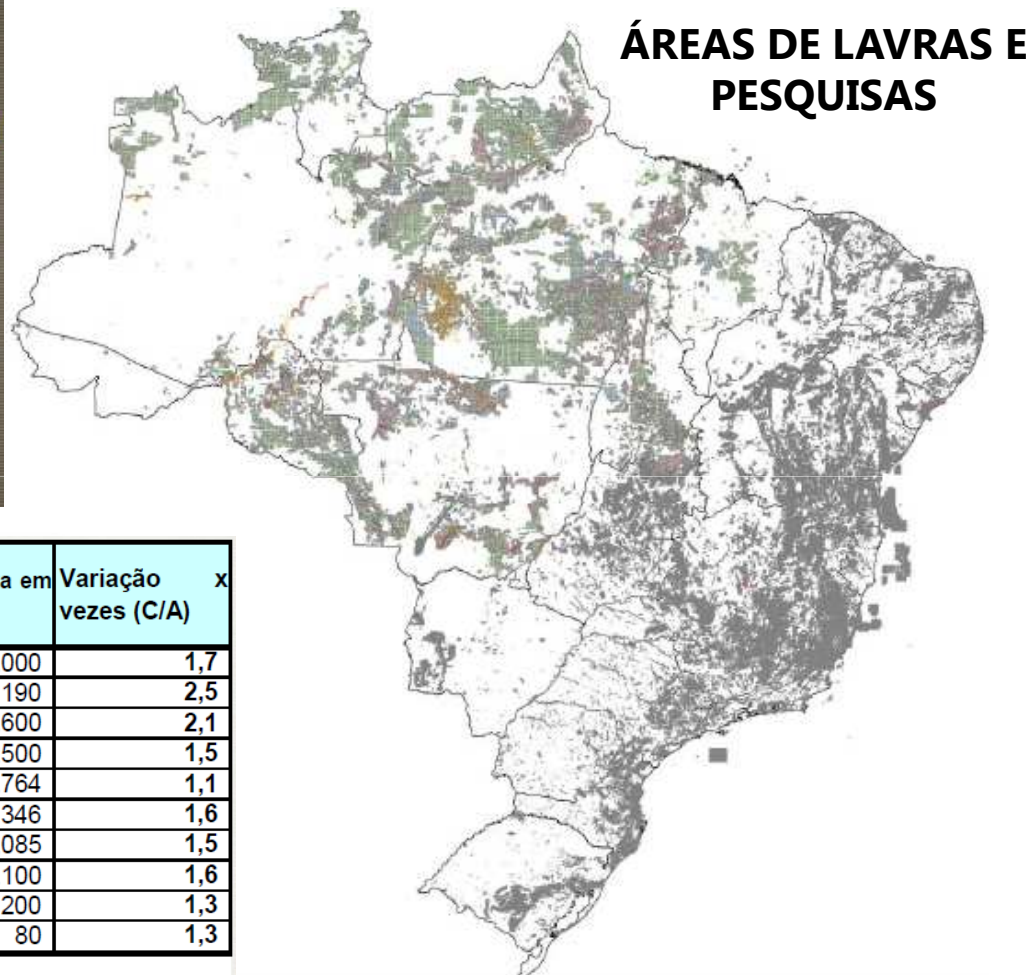 ÁREAS DE LAVRAS E
PESQUISAS
a em Variação x
vezes (C/A)
000 1,7
190 2,5
600 2,1
500 1,5
764 1,1
346 1,6
085 1,5
100 1,6
200 1,3
80 1,3